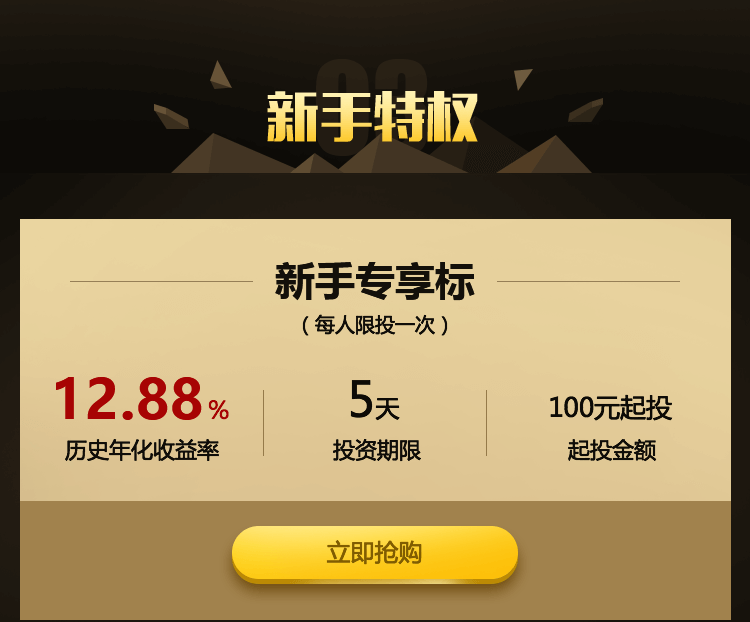 新手特权
新手专享标
（每人限投一次）
12.88%
历史年化收益率
5天
投资期限
100元起投
起投金额
立即抢购